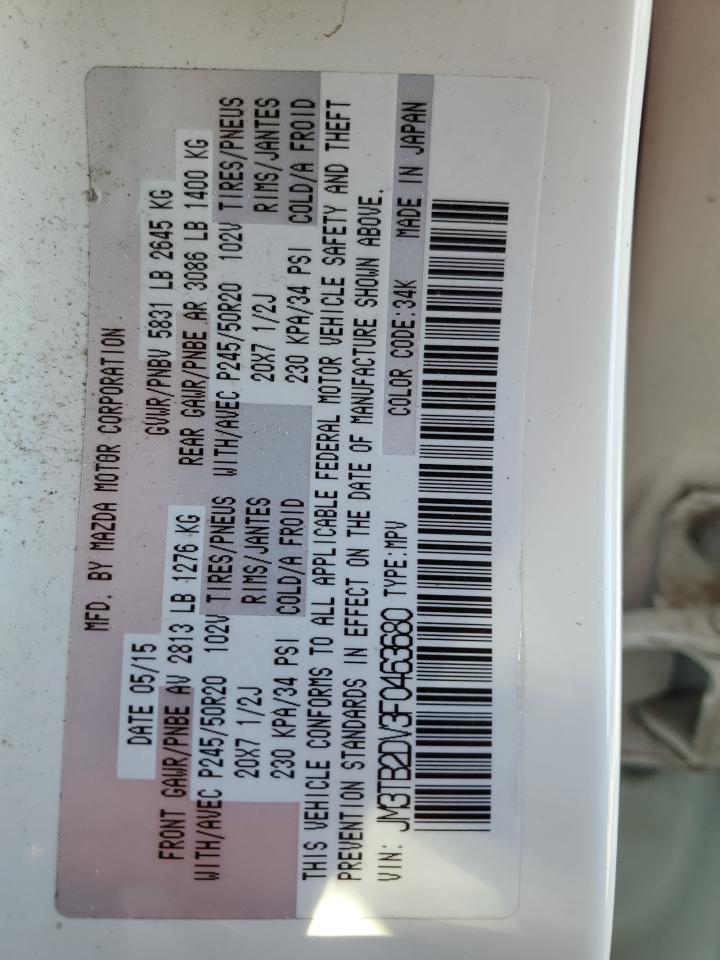 MFD. BY MAZDA MOTOR CORPORATION
DATE 05/15 GVWR/PNBV 5831 LB 2645 KG
FRONT GAWR/PNBE AV 2813 LB 1276 KG REAR GAWR/PNBE AR 3086 LB 1400 KG
WITH/AVEC P245/50R20 102V TIRES/PNEUS WITH/AVEC P245/50R20 102V TIRES/PNEUS
20X7 1/2J RIMS/JANTES 20X7 1/2J RIMS/JANTES
230 KPA/34 PSI COLD/A FROID 230 KPA/34 PSI COLD/A FROID
THIS VEHICLE CONFORMS TO ALL APPLICABLE FEDERAL MOTOR VEHICLE SAFETY AND THEFT
PREVENTION STANDARDS IN EFFECT ON THE DATE OF MANUFACTURE SHOWN ABOVE.
VIN: JM3TB2DV3F0463680 TYPE:MPV COLOR CODE:34K MADE IN JAPAN